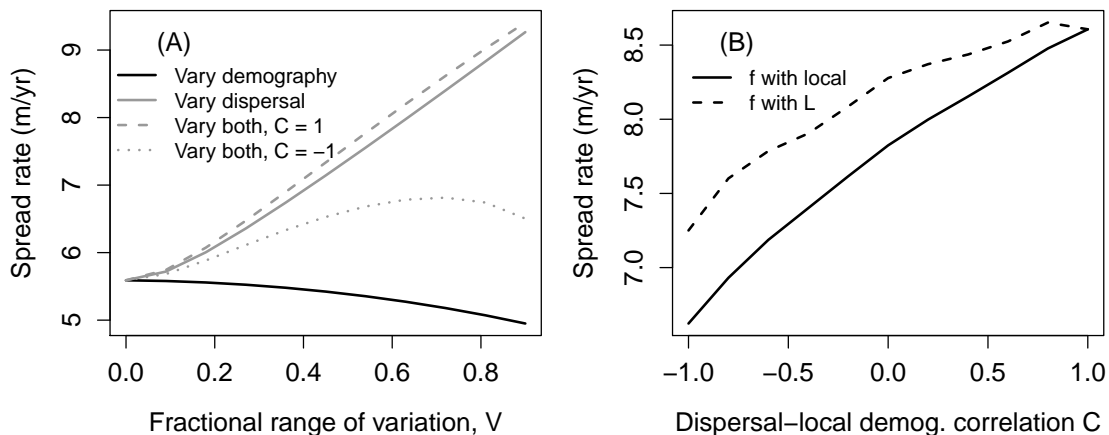 (A)
Vary demography
Vary dispersal
Vary both, C = 1
Vary both, C = −1
Spread rate (m/yr)
9
8
7
6
5
0.0 0.2 0.4 0.6 0.8
Fractional range of variation, V
(B)
f with local
f with L
Spread rate (m/yr)
8.5
8.0
7.5
7.0
−1.0 −0.5 0.0 0.5 1.0
Dispersal−local demog. correlation C